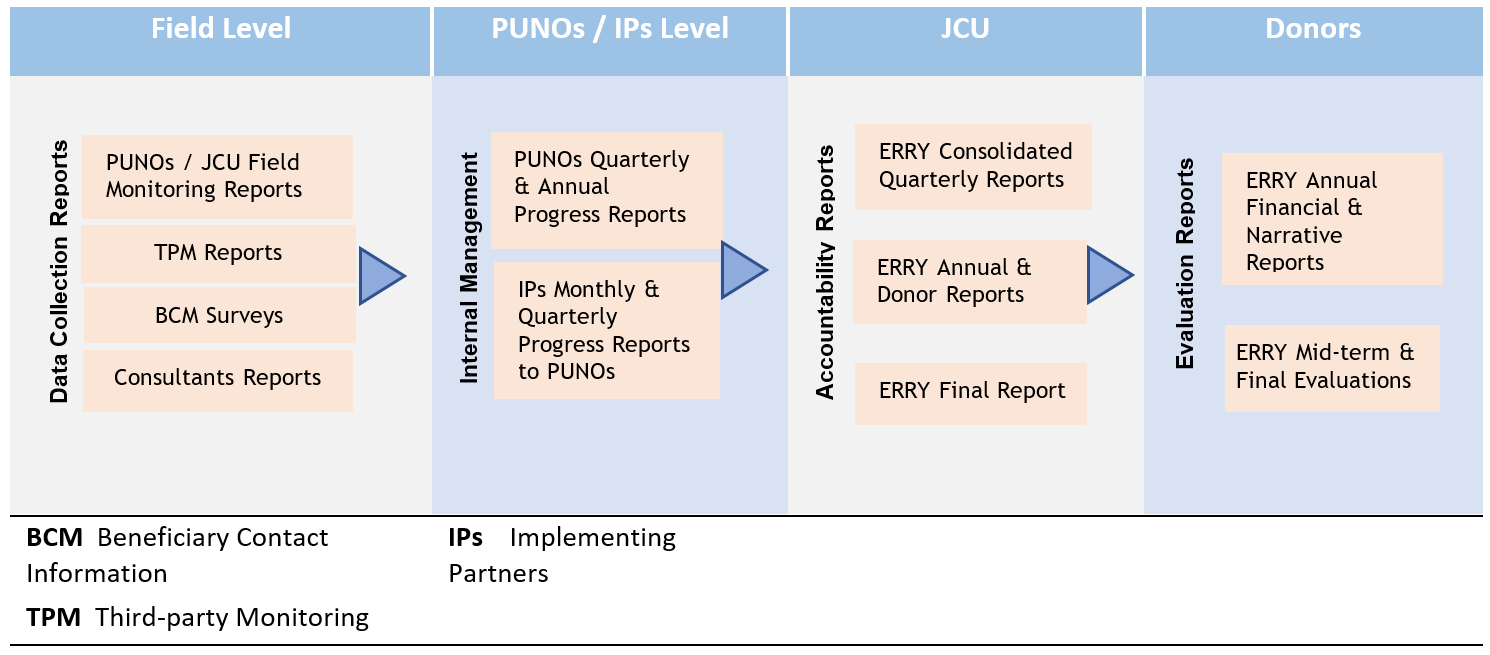 Field Level
PUNOs / IPs Level
JCU
Donors
Data Collection Reports
PUNOs / JCU Field
Monitoring Reports
TPM Reports
BCM Surveys
Consultants Reports
Internal Management
PUNOs Quarterly
& Annual
Progress Reports
IPs Monthly &
Quarterly
Progress Reports
to PUNOs
Accountability Reports
ERRY Consolidated
Quarterly Reports
ERRY Annual &
Donor Reports
ERRY Final Report
Evaluation Reports
ERRY Annual
Financial &
Narrative
Reports
ERRY Mid-term &
Final Evaluations
BCM Beneficiary Contact
Information
TPM Third-party Monitoring
IPs Implementing
Partners